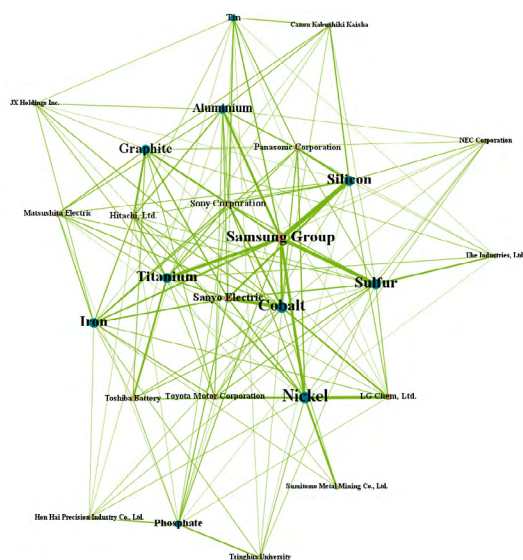 Tin
Canon Kabushiki Kaisha
JX Holdings Inc.
Aluminium
NEC Corporation
Graphite
Panasonic Corporation
Silicon
Sony Corporation
Matsushita Electric
Hitachi, Ltd.
Samsung Group
Ube Industries, Ltd
Titanium
Sulfur
Sanyo Electric
Cobalt
Iron
Toshiba Battery
Toyota Motor Corporation
Nickel
LG Chem, Ltd.
Sumitomo Metal Mining Co., Ltd.
Hon Hai Precision Industry Co., Ltd.
Phosphate
Tsinghua University